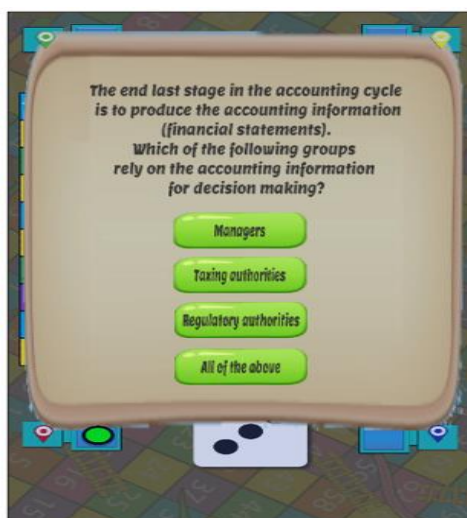 The end last stage in the accounting cycle
is to produce the accounting information
(financial statements).
Which of the following groups
rely on the accounting information
for decision making?
Managers
Taxing authorities
Regulatory authorities
All of the above